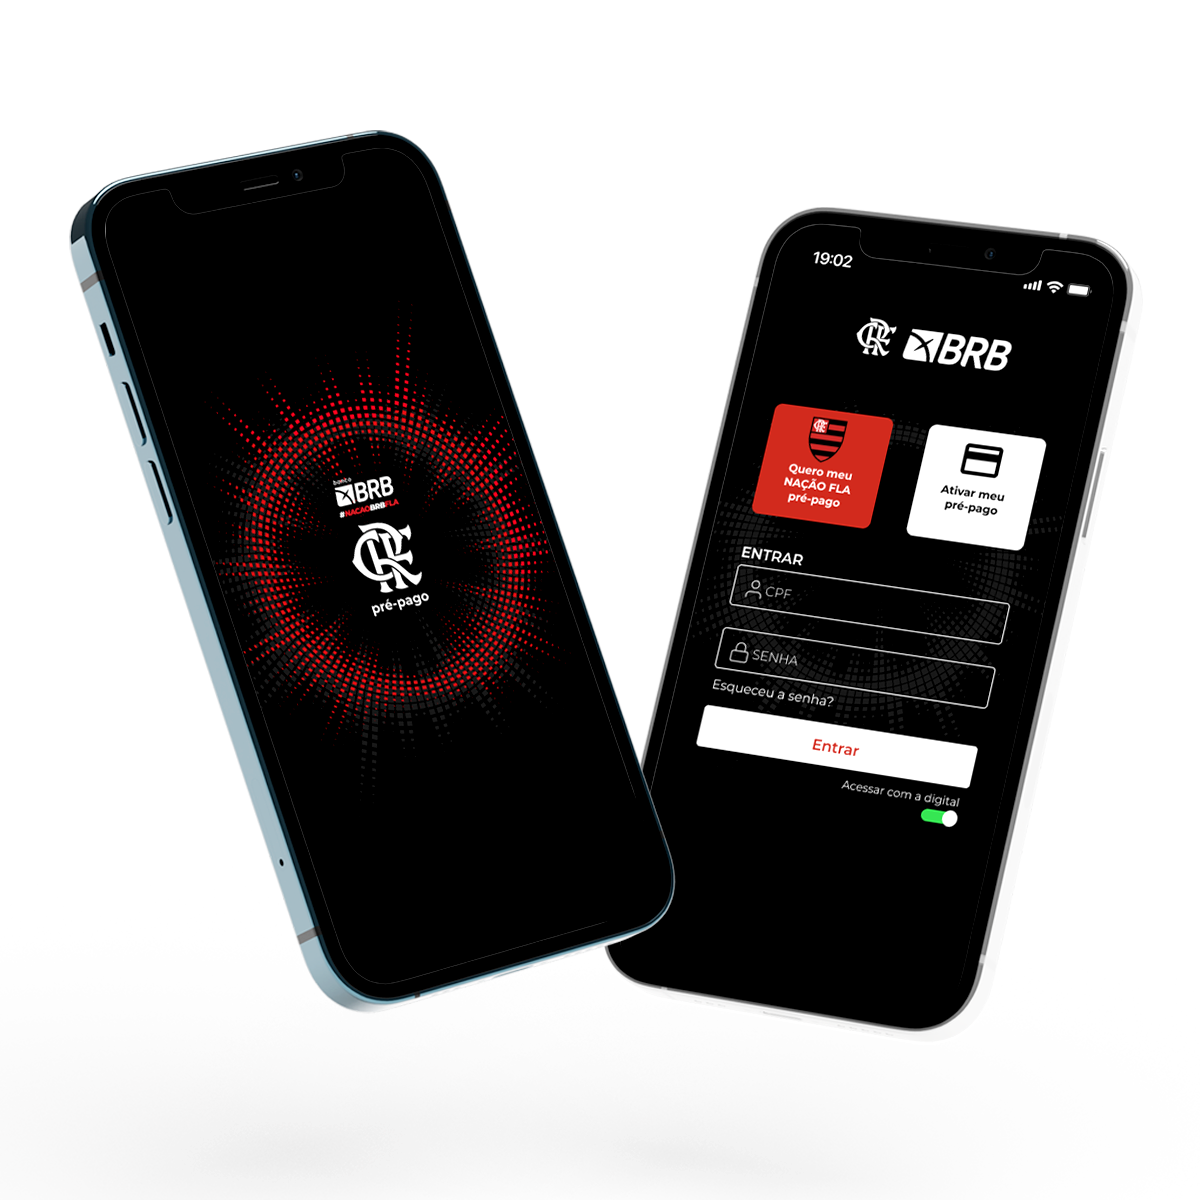 banco
BRB
#NACAOBRBFLA
CRF
pré-pago
19:02
CRF BRB
Quero meu
NAÇÃO FLA
pré-pago
Ativar meu
pré-pago
ENTRAR
CPF
SENHA
Esqueceu a senha?
Entrar
Acessar com a digital